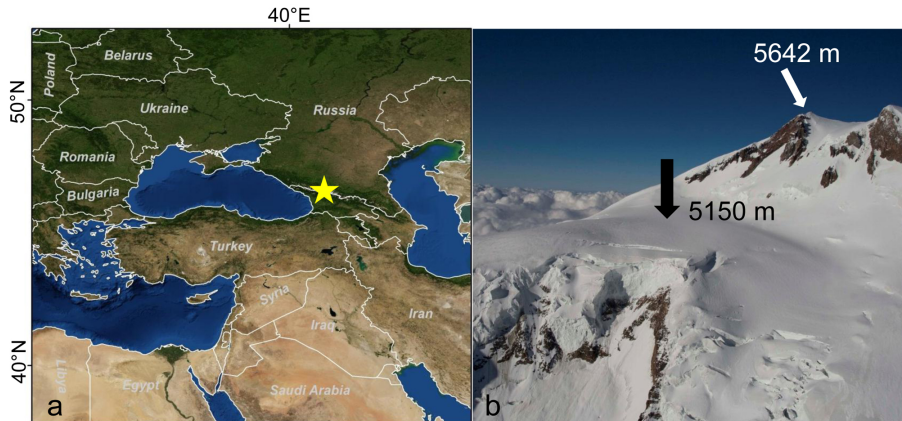 40°E
50°N
40°N
Poland
Belarus
Ukraine
Russia
Romania
Bulgaria
Turkey
Syria
Iraq
Iran
Libya
Egypt
Saudi Arabia
a
5642 m
5150 m
b